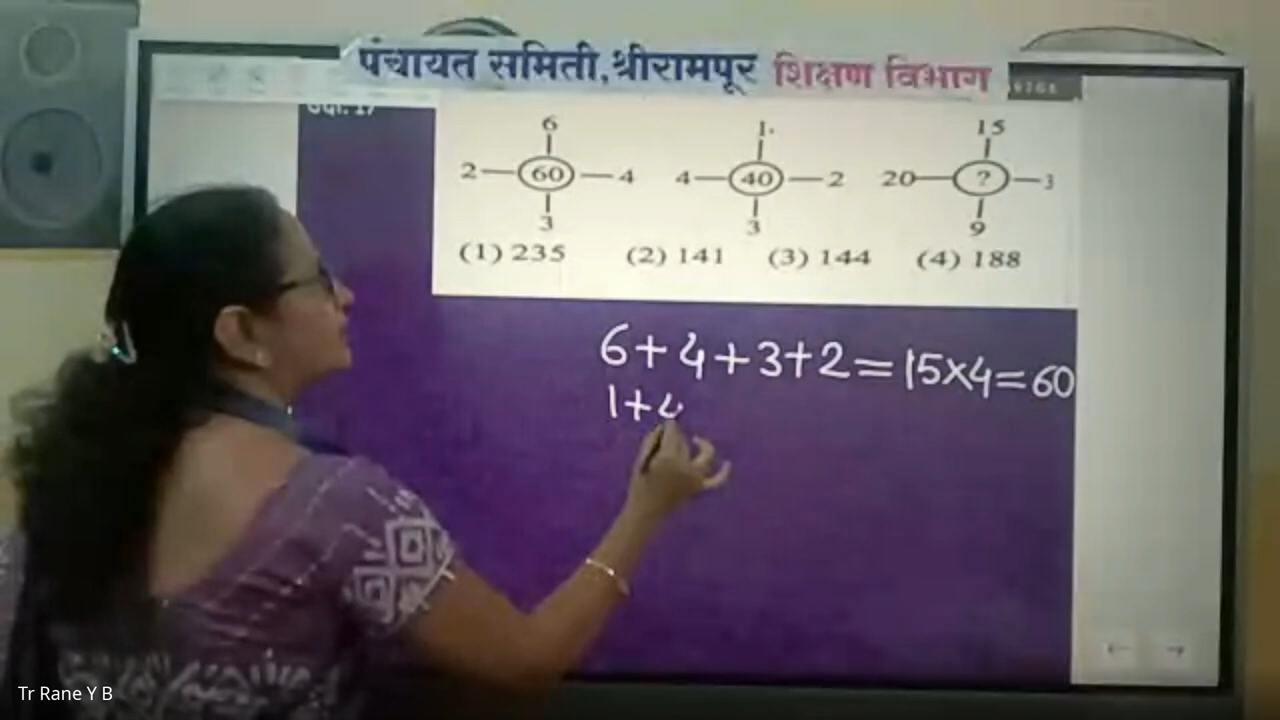 पंचायत समिती,श्रीरामपूर शिक्षण विभाग
6 1. 15
2 60 4 4 40 2 20 ? 3
3 3 9
(1) 235 (2) 141 (3) 144 (4) 188
6+4+3+2=15×4=60
1+4
Tr Rane Y B